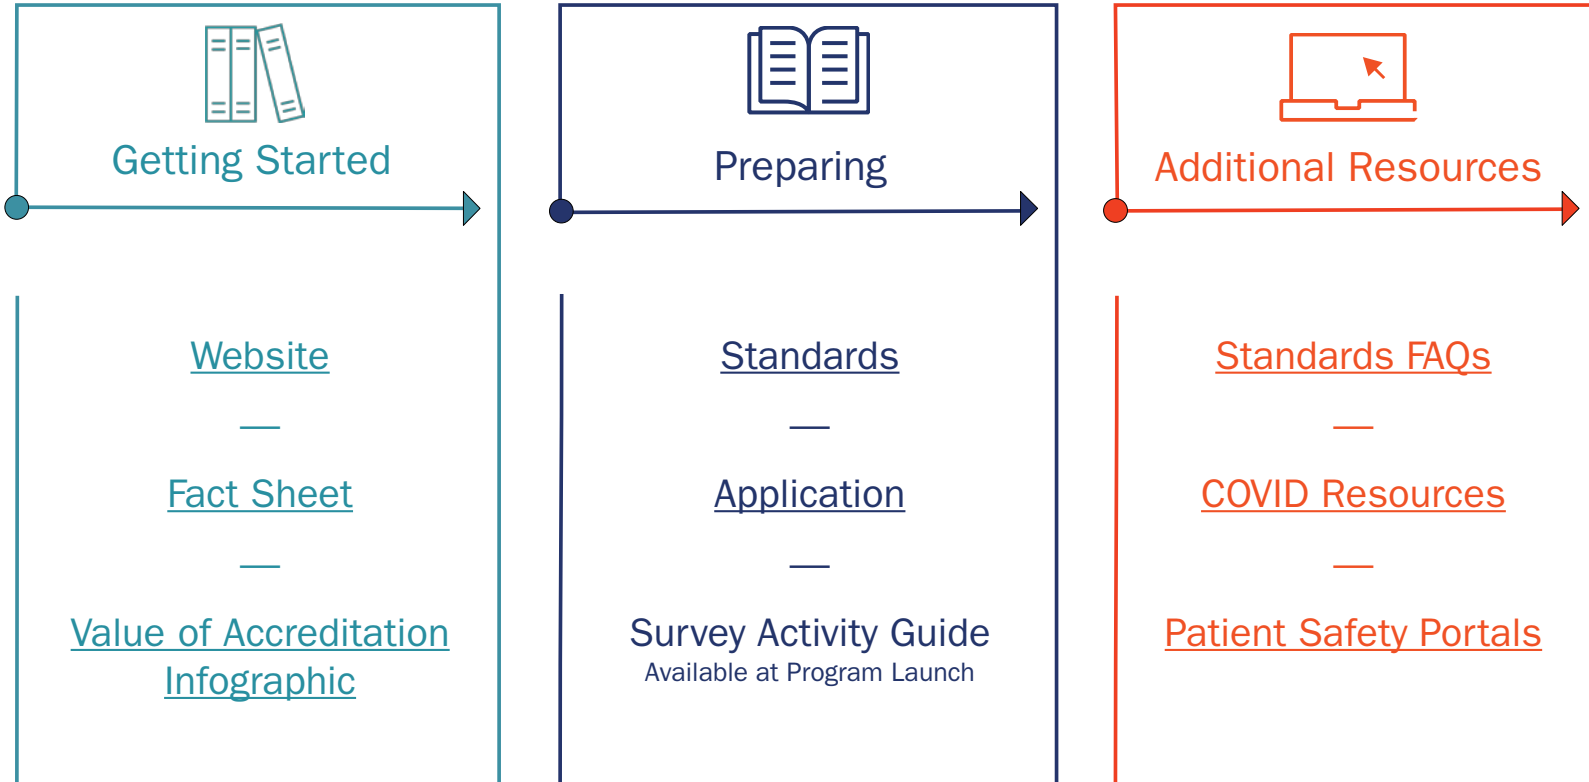 Getting Started
Website
—
Fact Sheet
—
Value of Accreditation
Infographic
Preparing
Standards
—
Application
—
Survey Activity Guide
Available at Program Launch
Additional Resources
Standards FAQs
—
COVID Resources
—
Patient Safety Portals